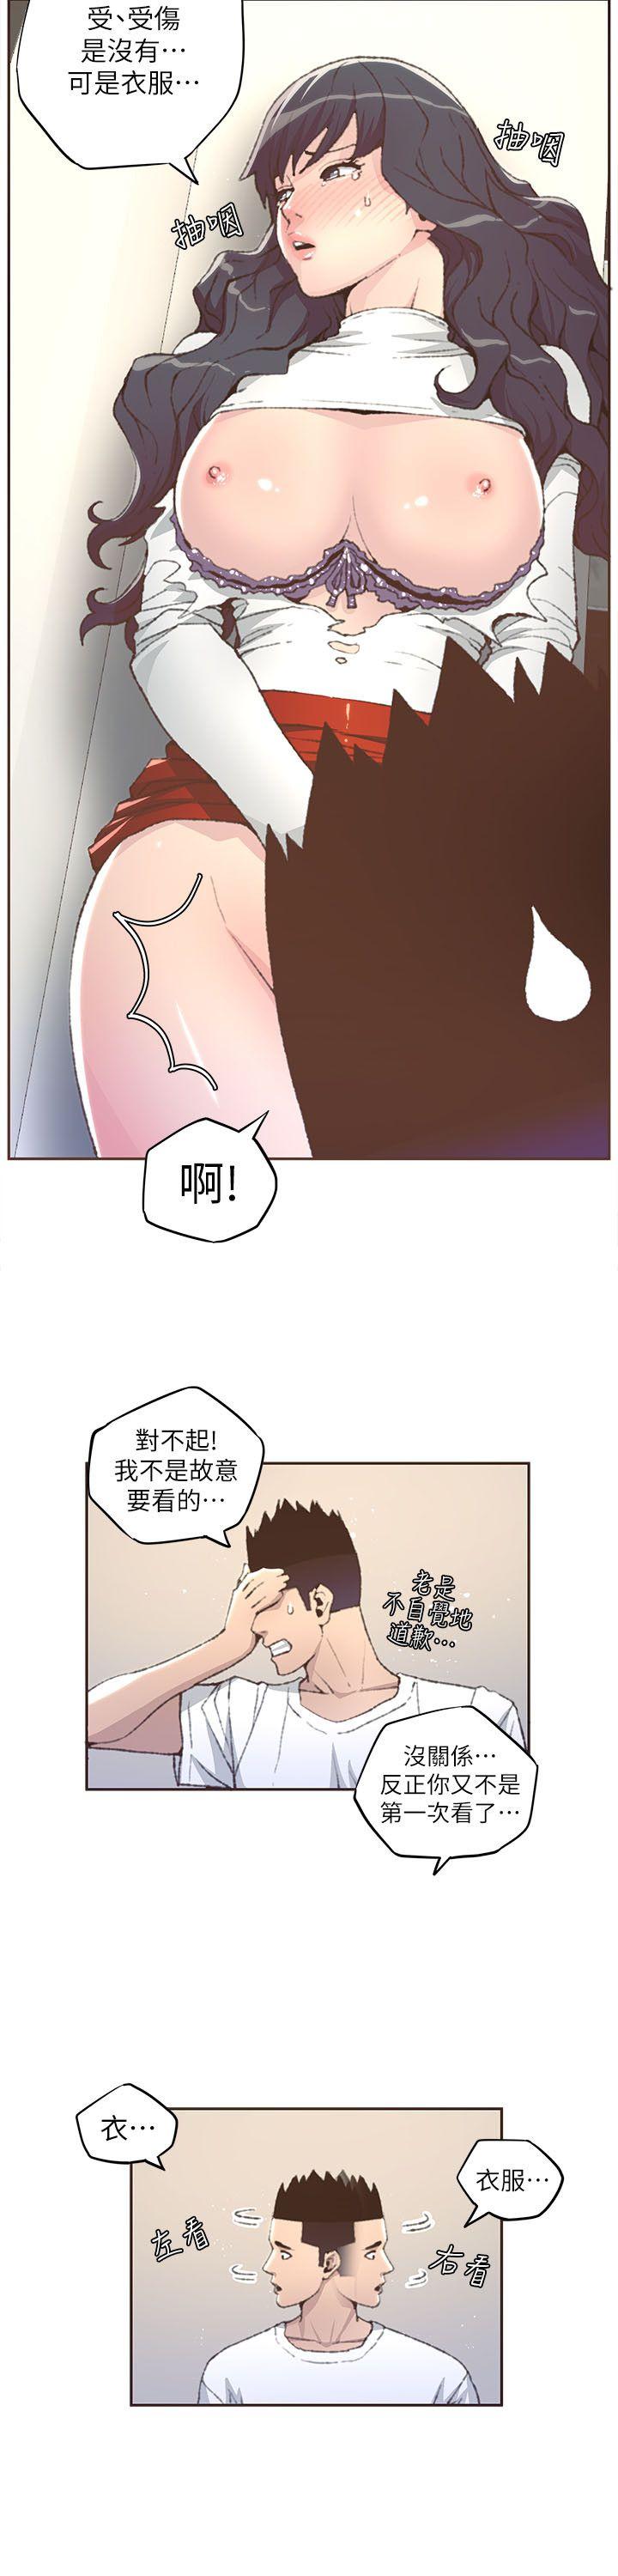 受、受傷
是沒有…
可是衣服…
抽咽
抽咽
啊!
對不起!
我不是故意
要看的…
老是
不自覺地
道歉…
沒關係…
反正你又不是
第一次看了…
衣…
衣服…
左看
右看